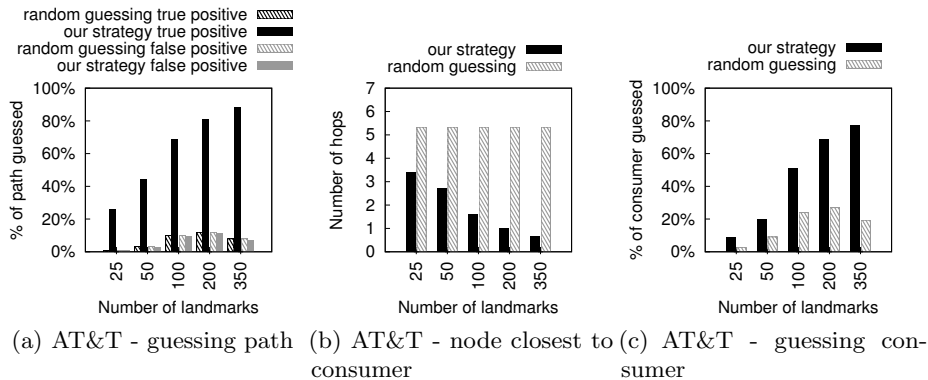 random guessing true positive
our strategy true positive
random guessing false positive
our strategy false positive
100%
80%
60%
40%
20%
0%
% of path guessed
25
50
100
200
350
Number of landmarks
(a) AT&T - guessing path
our strategy
random guessing
7
6
5
4
3
2
1
0
Number of hops
25
50
100
200
350
Number of landmarks
(b) AT&T - node closest to
consumer
our strategy
random guessing
100%
80%
60%
40%
20%
0%
% of consumer guessed
25
50
100
200
350
Number of landmarks
(c) AT&T - guessing con-
sumer